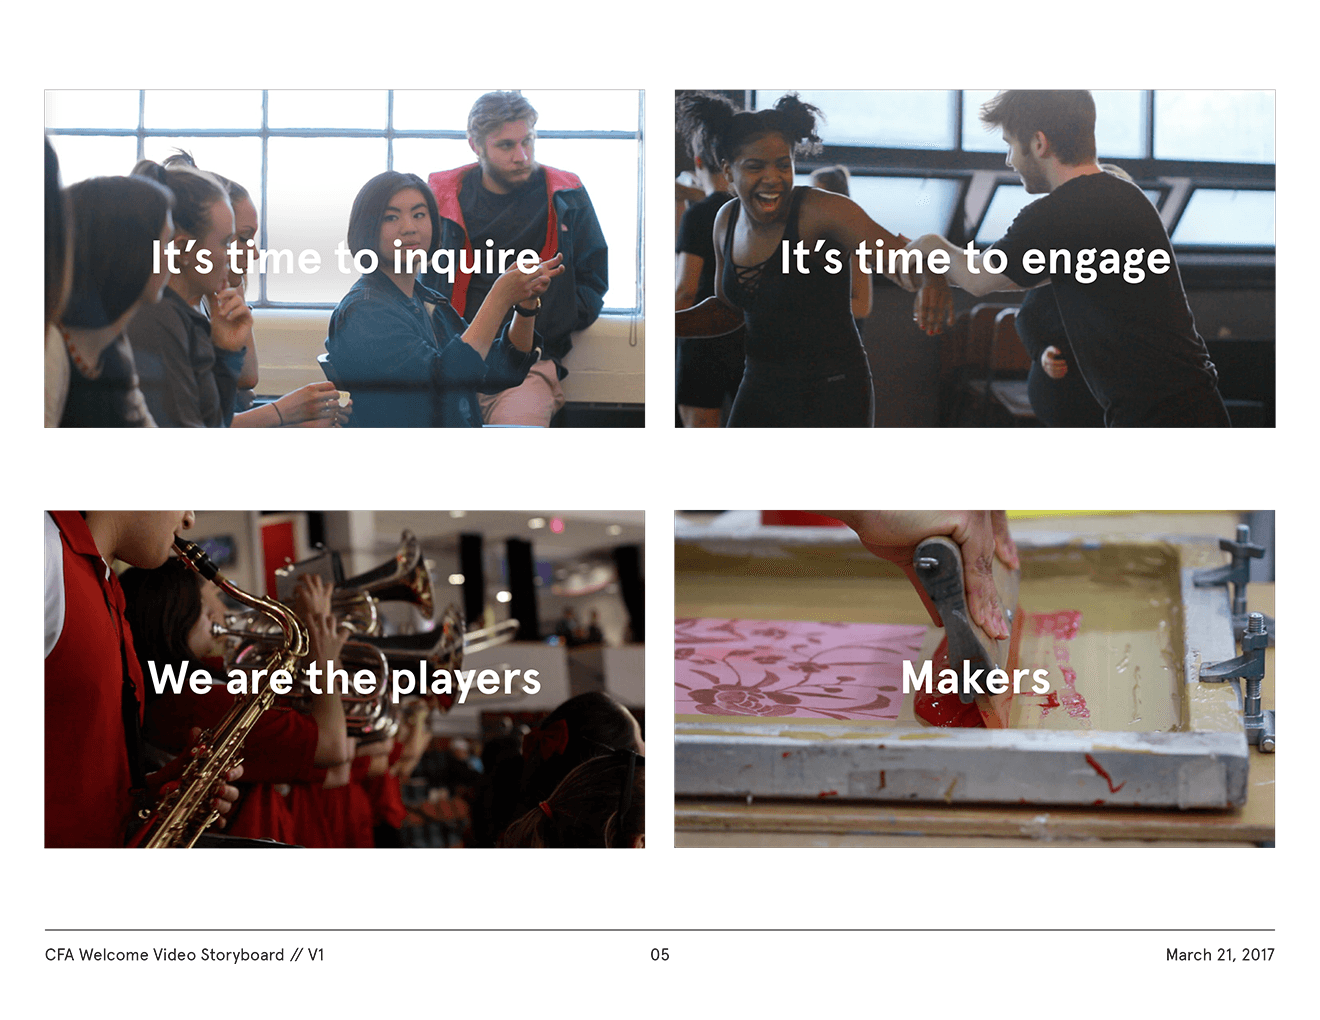 It’s time to inquire
It’s time to engage
We are the players
Makers
CFA Welcome Video Storyboard // V1
05
March 21, 2017